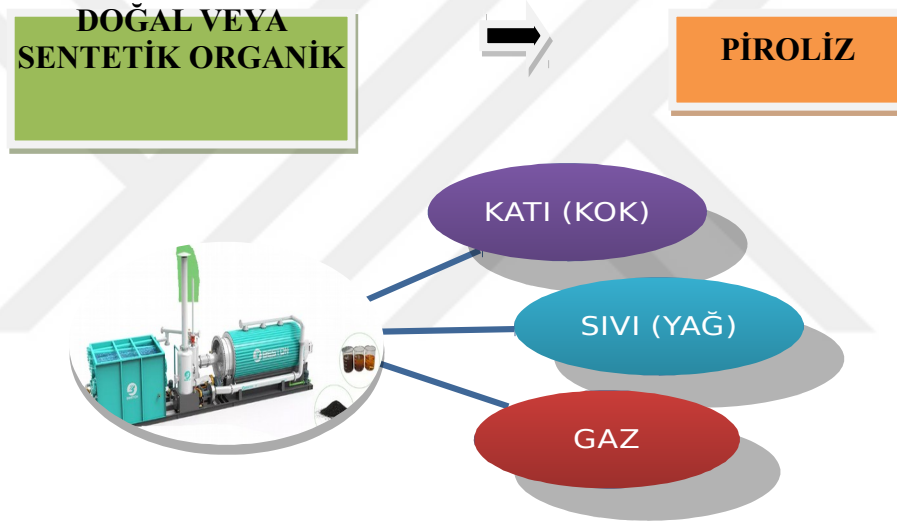 DOĞAL VEYA
SENTETİK ORGANİK
PİROLİZ
KATI (KOK)
SIVI (YAĞ)
GAZ